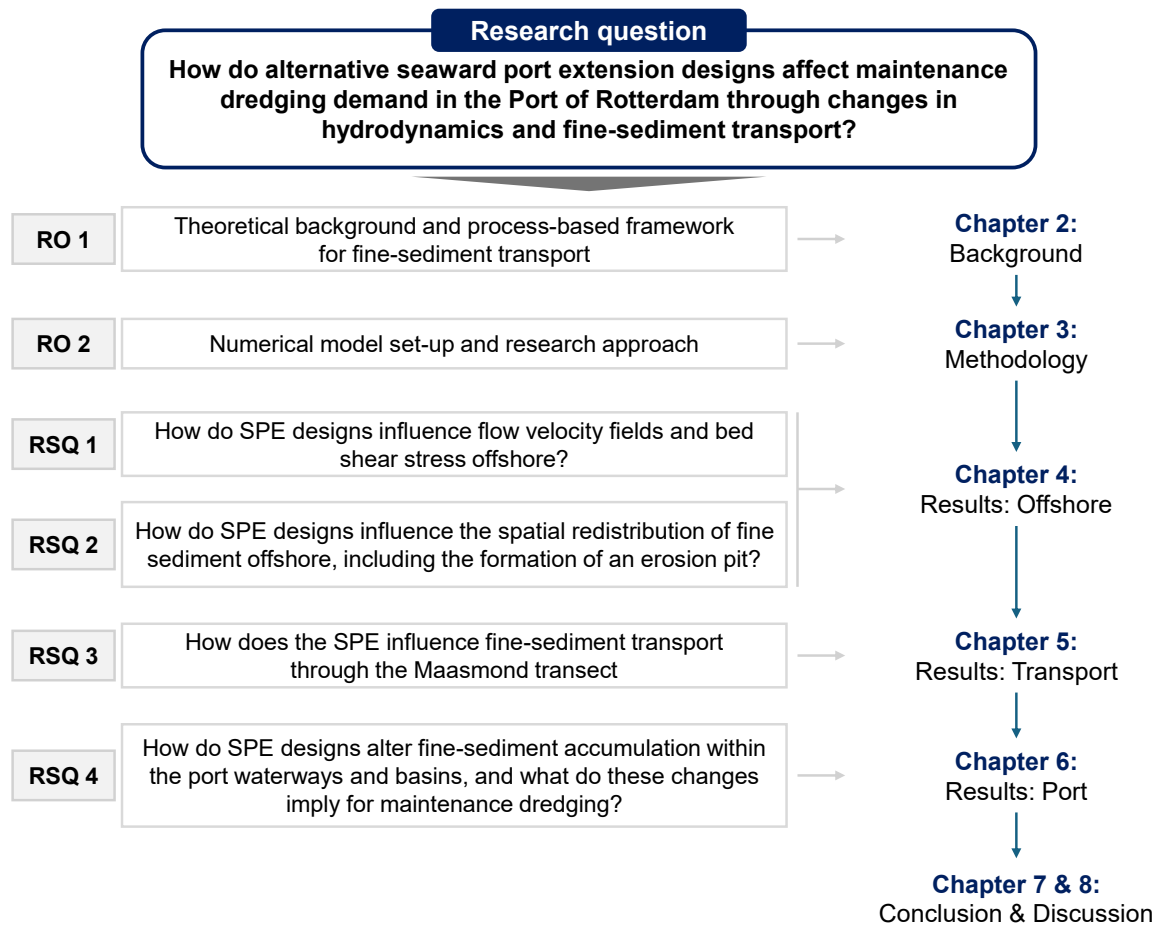 Research question
How do alternative seaward port extension designs affect maintenance
dredging demand in the Port of Rotterdam through changes in
hydrodynamics and fine-sediment transport?
RO 1
Theoretical background and process-based framework
for fine-sediment transport
Chapter 2:
Background
RO 2
Numerical model set-up and research approach
Chapter 3:
Methodology
RSQ 1
How do SPE designs influence flow velocity fields and bed
shear stress offshore?
RSQ 2
How do SPE designs influence the spatial redistribution of fine
sediment offshore, including the formation of an erosion pit?
Chapter 4:
Results: Offshore
RSQ 3
How does the SPE influence fine-sediment transport
through the Maasmond transect
Chapter 5:
Results: Transport
RSQ 4
How do SPE designs alter fine-sediment accumulation within
the port waterways and basins, and what do these changes
imply for maintenance dredging?
Chapter 6:
Results: Port
Chapter 7 & 8:
Conclusion & Discussion